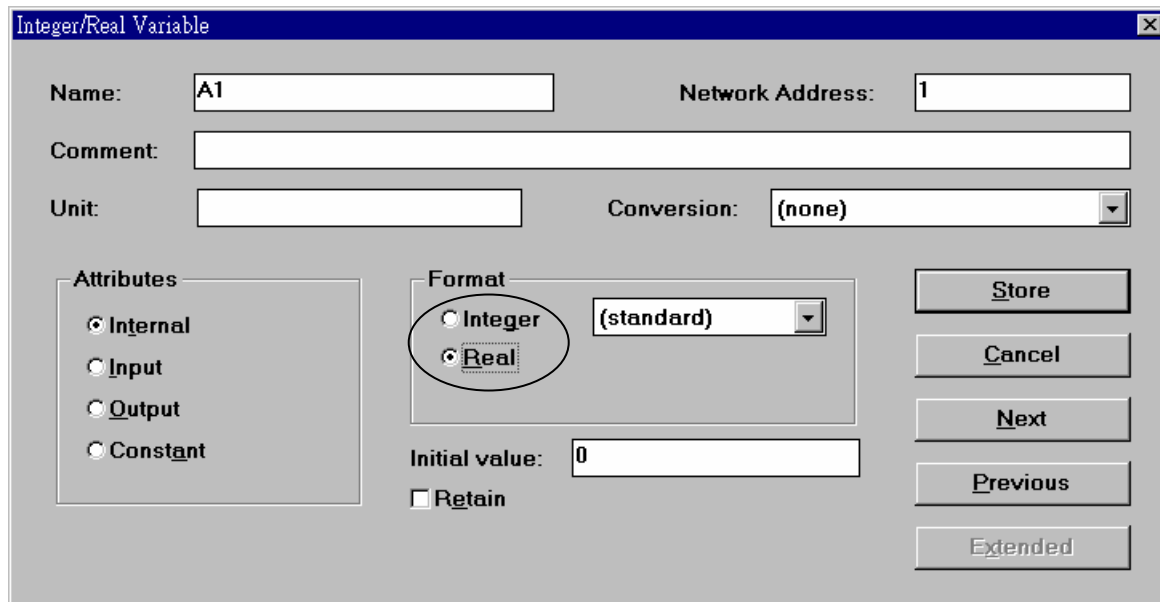 Integer/Real Variable
Name: A1 Network Address: 1
Comment:
Unit: Conversion: (none)
Attributes
Internal
Input
Output
Constant
Format
Integer (standard)
Real
Initial value: 0
Retain
Store
Cancel
Next
Previous
Extended